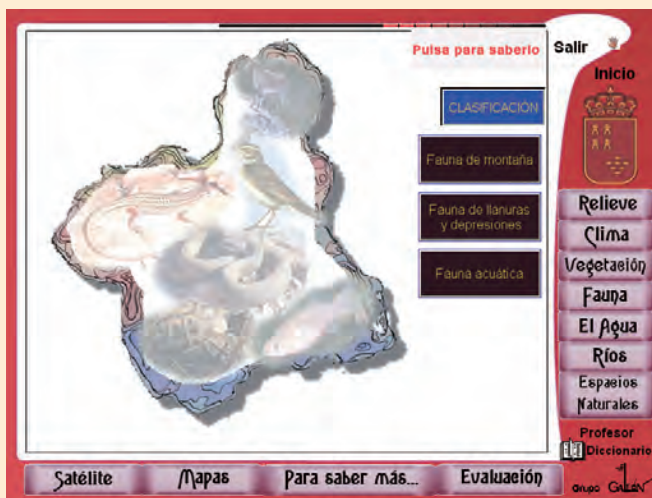 Pulsa para saberlo
Salir
Inicio
CLASIFICACIÓN
Fauna de montaña
Fauna de llanuras
y depresiones
Fauna acuática
Relieve
Clima
Vegetación
Fauna
El Agua
Ríos
Espacios
Naturales
Profesor
Diccionario
Grupo
Satélite
Mapas
Para saber más...
Evaluación